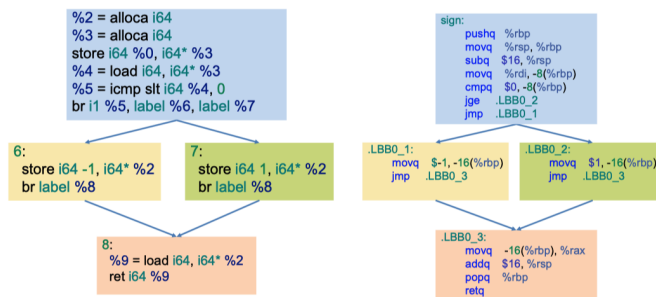 %2 = alloca i64
%3 = alloca i64
store i64 %0, i64* %3
%4 = load i64, i64* %3
%5 = icmp slt i64 %4, 0
br i1 %5, label %6, label %7
6:
store i64 -1, i64* %2
br label %8
7:
store i64 1, i64* %2
br label %8
8:
%9 = load i64, i64* %2
ret i64 %9
sign:
pushq %rbp
movq %rsp, %rbp
subq $16, %rsp
movq %rdi, -8(%rbp)
cmpq $0, -8(%rbp)
jge .LBB0_2
jmp .LBB0_1
.LBB0_1:
movq $-1, -16(%rbp)
jmp .LBB0_3
.LBB0_2:
movq $1, -16(%rbp)
jmp .LBB0_3
.LBB0_3:
movq -16(%rbp), %rax
addq $16, %rsp
popq %rbp
retq